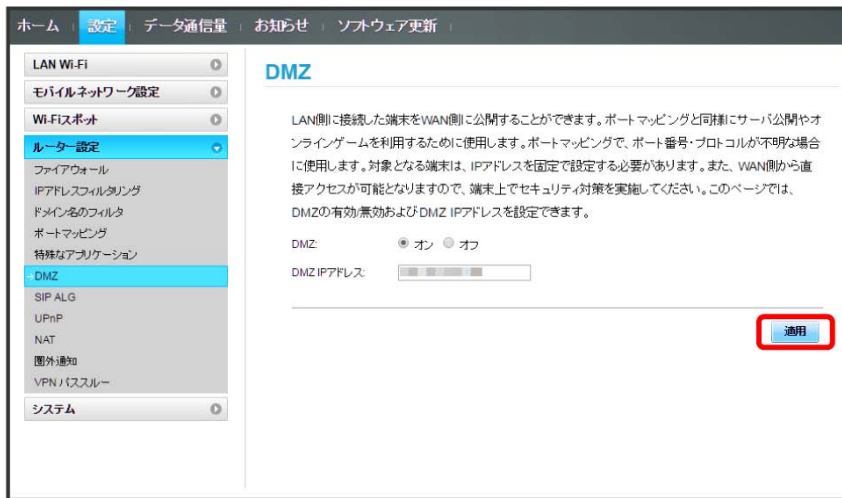 ホーム 設定 データ通信量 お知らせ ソフトウェア更新
LAN Wi-Fi
モバイルネットワーク設定
Wi-Fiスポット
ルーター設定
ファイアウォール
IPアドレスフィルタリング
ドメイン名のフィルタ
ポートマッピング
特殊なアプリケーション
DMZ
SIP ALG
UPnP
NAT
圏外通知
VPN パススルー
システム
DMZ
LAN側に接続した端末をWAN側に公開することができます。ポートマッピングと同様にサーバ公開やオ
ンラインゲームを利用するために使用します。ポートマッピングで、ポート番号・プロトコルが不明な場合
に使用します。対象となる端末は、IPアドレスを固定で設定する必要があります。また、WAN側から直
接アクセスが可能となりますので、端末上でセキュリティ対策を実施してください。このページでは、
DMZの有効/無効およびDMZ IPアドレスを設定できます。
DMZ: オン オフ
DMZ IPアドレス:
適用